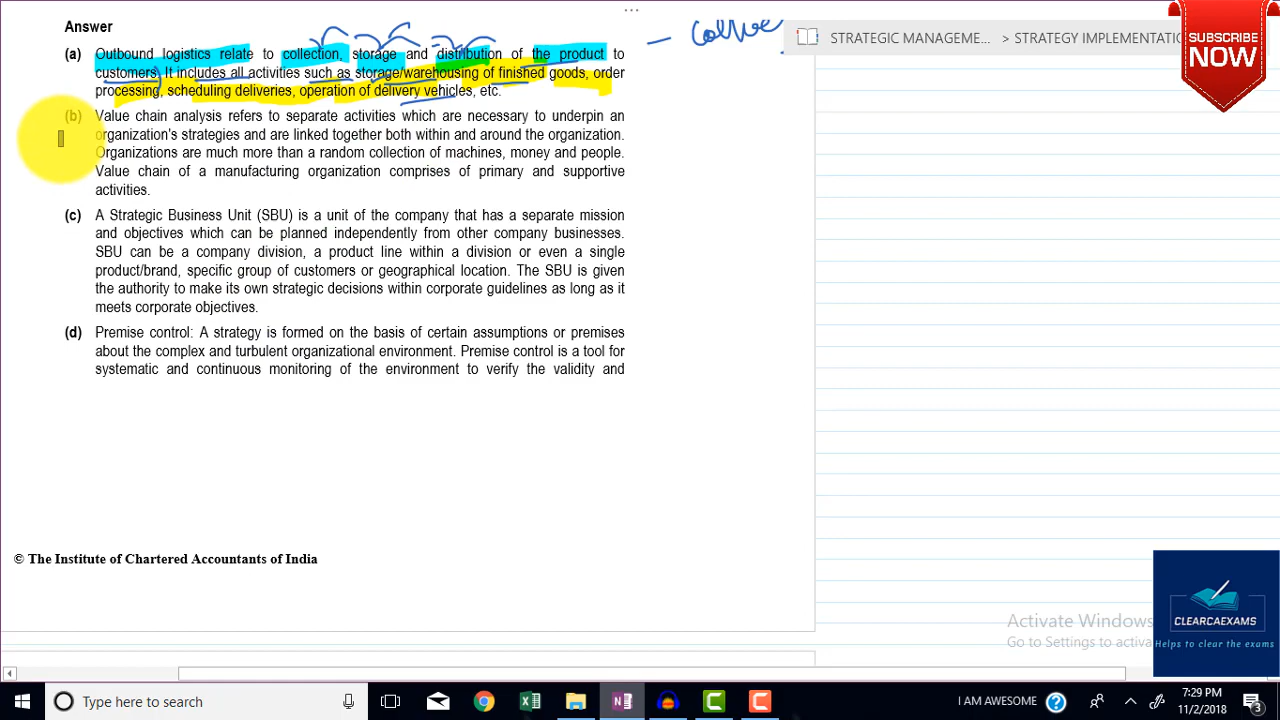 Answer
STRATEGIC MANAGEME... > STRATEGY IMPLEMENTATIO
SUBSCRIBE
NOW
(a) Outbound logistics relate to collection, storage and distribution of the product to
customers. It includes all activities such as storage/warehousing of finished goods, order
processing, scheduling deliveries, operation of delivery vehicles, etc.
(b) Value chain analysis refers to separate activities which are necessary to underpin an
organization's strategies and are linked together both within and around the organization.
Organizations are much more than a random collection of machines, money and people.
Value chain of a manufacturing organization comprises of primary and supportive
activities.
(c) A Strategic Business Unit (SBU) is a unit of the company that has a separate mission
and objectives which can be planned independently from other company businesses.
SBU can be a company division, a product line within a division or even a single
product/brand, specific group of customers or geographical location. The SBU is given
the authority to make its own strategic decisions within corporate guidelines as long as it
meets corporate objectives.
(d) Premise control: A strategy is formed on the basis of certain assumptions or premises
about the complex and turbulent organizational environment. Premise control is a tool for
systematic and continuous monitoring of the environment to verify the validity and
© The Institute of Chartered Accountants of India
Activate Windows
Go to Settings to activa
CLEARCAEXAMS
Helps to clear the exams
Type here to search
I AM AWESOME
7:29 PM
11/2/2018
3